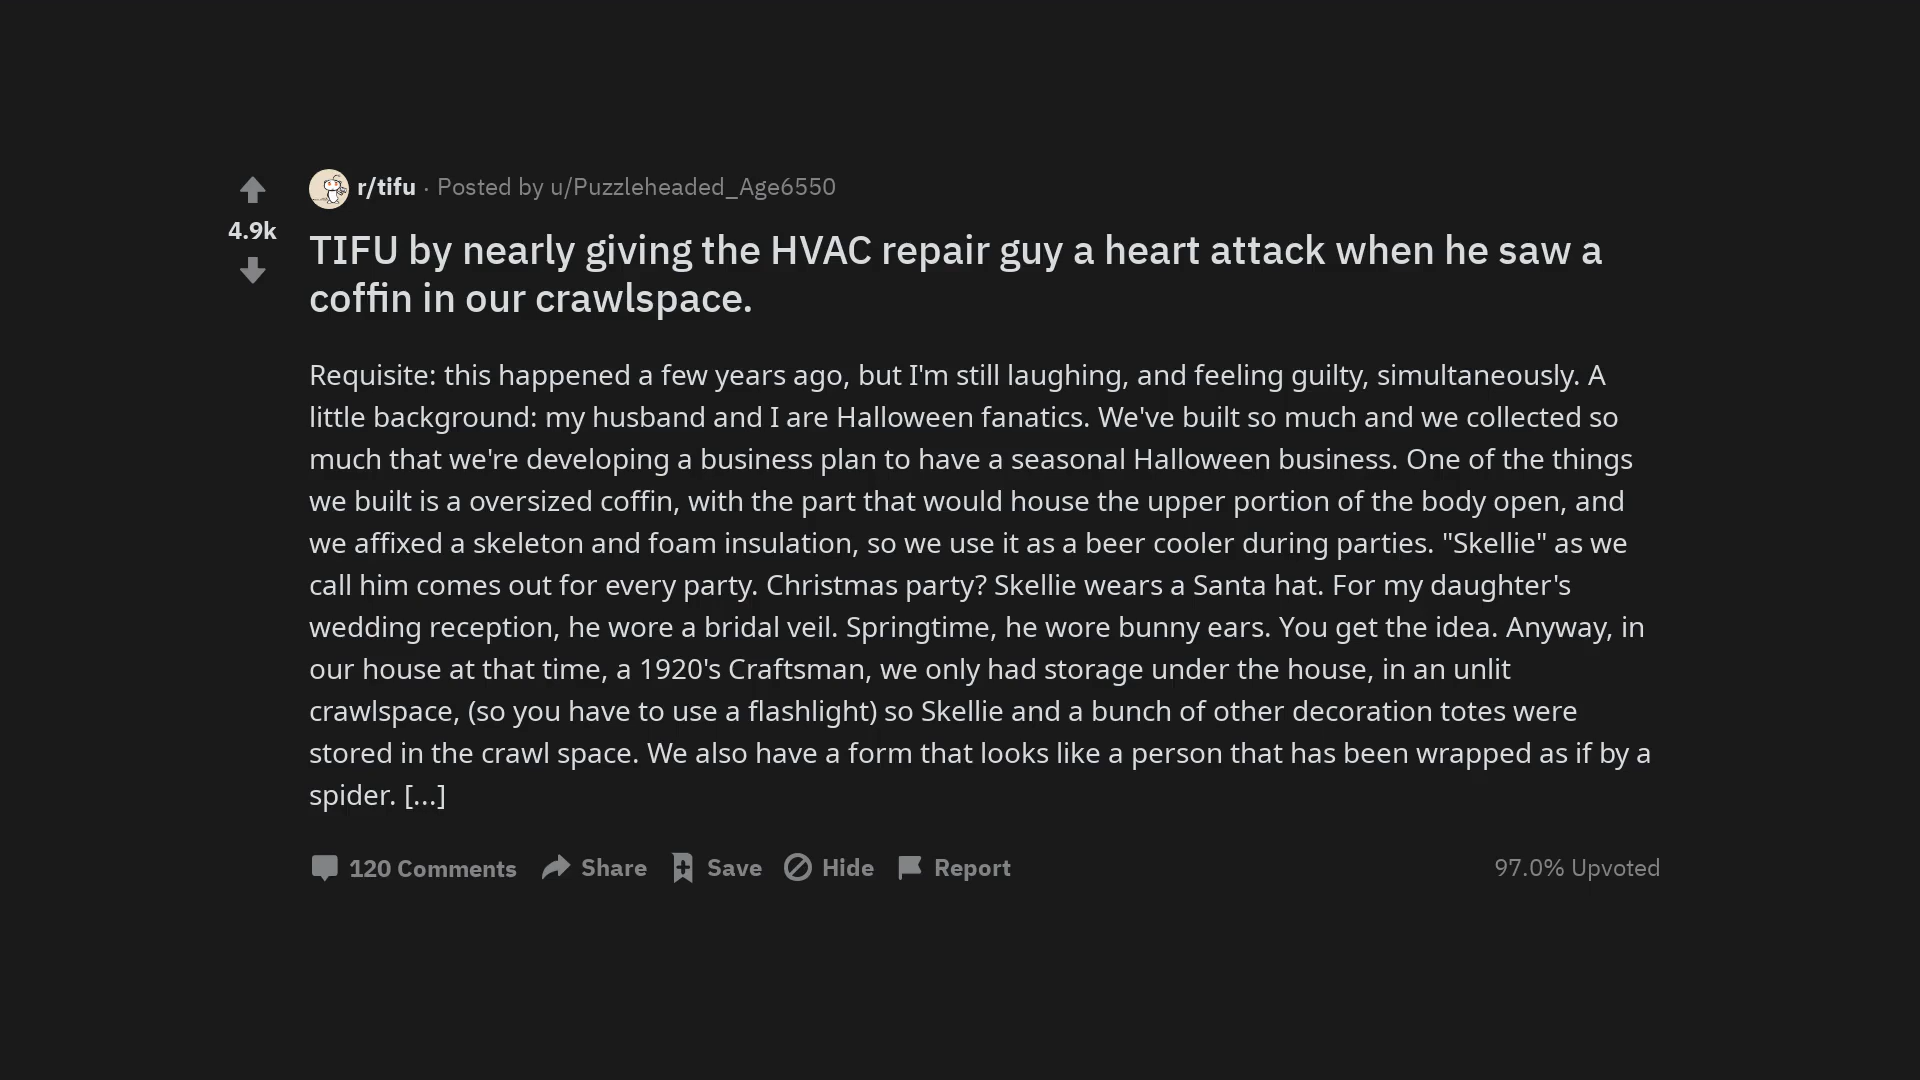 r/tifu · Posted by u/Puzzleheaded_Age6550
4.9k
TIFU by nearly giving the HVAC repair guy a heart attack when he saw a
coffin in our crawlspace.
Requisite: this happened a few years ago, but I'm still laughing, and feeling guilty, simultaneously. A
little background: my husband and I are Halloween fanatics. We've built so much and we collected so
much that we're developing a business plan to have a seasonal Halloween business. One of the things
we built is a oversized coffin, with the part that would house the upper portion of the body open, and
we affixed a skeleton and foam insulation, so we use it as a beer cooler during parties. "Skellie" as we
call him comes out for every party. Christmas party? Skellie wears a Santa hat. For my daughter's
wedding reception, he wore a bridal veil. Springtime, he wore bunny ears. You get the idea. Anyway, in
our house at that time, a 1920's Craftsman, we only had storage under the house, in an unlit
crawlspace, (so you have to use a flashlight) so Skellie and a bunch of other decoration totes were
stored in the crawl space. We also have a form that looks like a person that has been wrapped as if by a
spider. [...]
120 Comments Share Save Hide Report 97.0% Upvoted